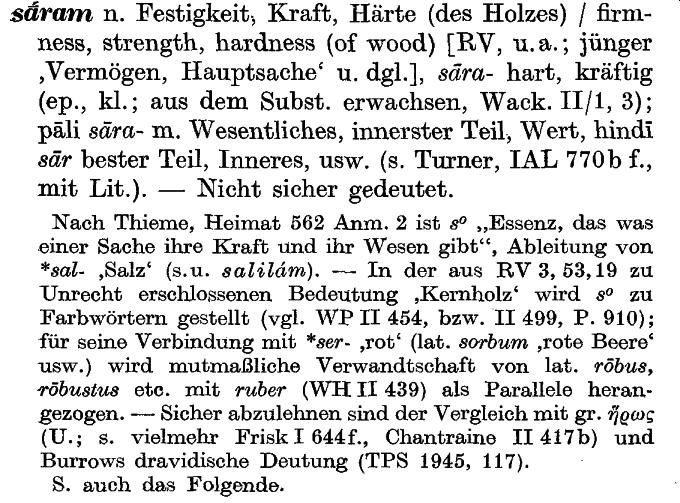 sā́ram n. Festigkeit, Kraft, Härte (des Holzes) / firm-
ness, strength, hardness (of wood) [RV, u. a.; jünger
‚Vermögen, Hauptsache‘ u. dgl.], sāra- hart, kräftig
(ep., kl.; aus dem Subst. erwachsen, Wack. II/1, 3);
pāli sāra- m. Wesentliches, innerster Teil, Wert, hindī
sār bester Teil, Inneres, usw. (s. Turner, IAL 770b f.,
mit Lit.). — Nicht sicher gedeutet.
Nach Thieme, Heimat 562 Anm. 2 ist s⁰ „Essenz, das was
einer Sache ihre Kraft und ihr Wesen gibt“, Ableitung von
*sal- ‚Salz‘ (s.u. salilám). — In der aus RV 3, 53,19 zu
Unrecht erschlossenen Bedeutung ‚Kernholz‘ wird s⁰ zu
Farbwörtern gestellt (vgl. WP II 454, bzw. II 499, P. 910);
für seine Verbindung mit *ser- ‚rot‘ (lat. sorbum ‚rote Beere‘
usw.) wird mutmaßliche Verwandtschaft von lat. rōbus,
rōbustus etc. mit ruber (WH II 439) als Parallele heran-
gezogen. — Sicher abzulehnen sind der Vergleich mit gr. ἥρως
(U.; s. vielmehr Frisk I 644f., Chantraine II 417b) und
Burrows dravidische Deutung (TPS 1945, 117).
S. auch das Folgende.